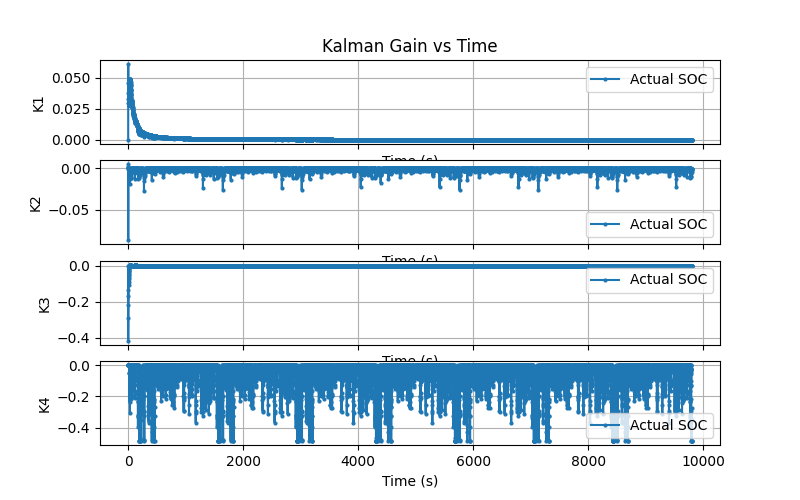 Kalman Gain vs Time
0.050
0.025
0.000
K1
Actual SOC
Time (s)
0.00
−0.05
K2
Actual SOC
Time (s)
0.0
−0.2
−0.4
K3
Actual SOC
Time (s)
0.0
−0.2
−0.4
K4
Actual SOC
0 2000 4000 6000 8000 10000
Time (s)